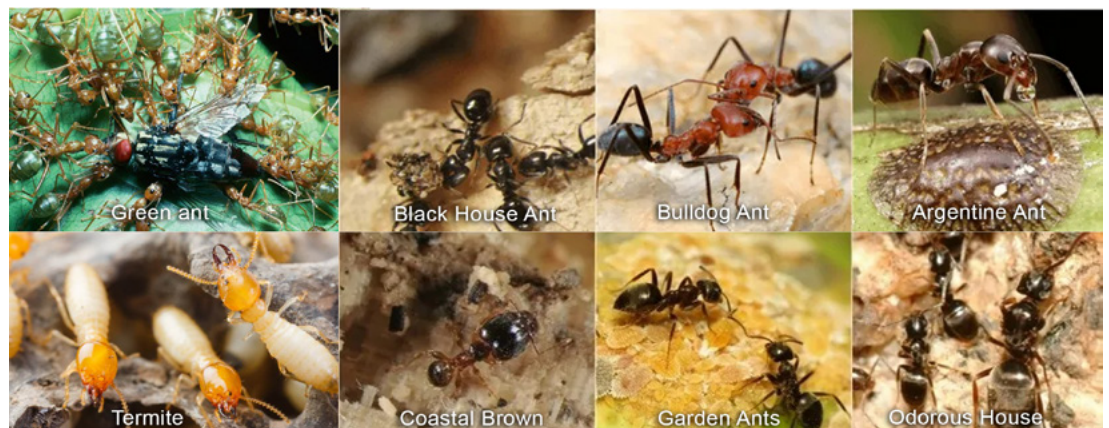 Green ant
Black House Ant
Bulldog Ant
Argentine Ant
Termite
Coastal Brown
Garden Ants
Odorous House